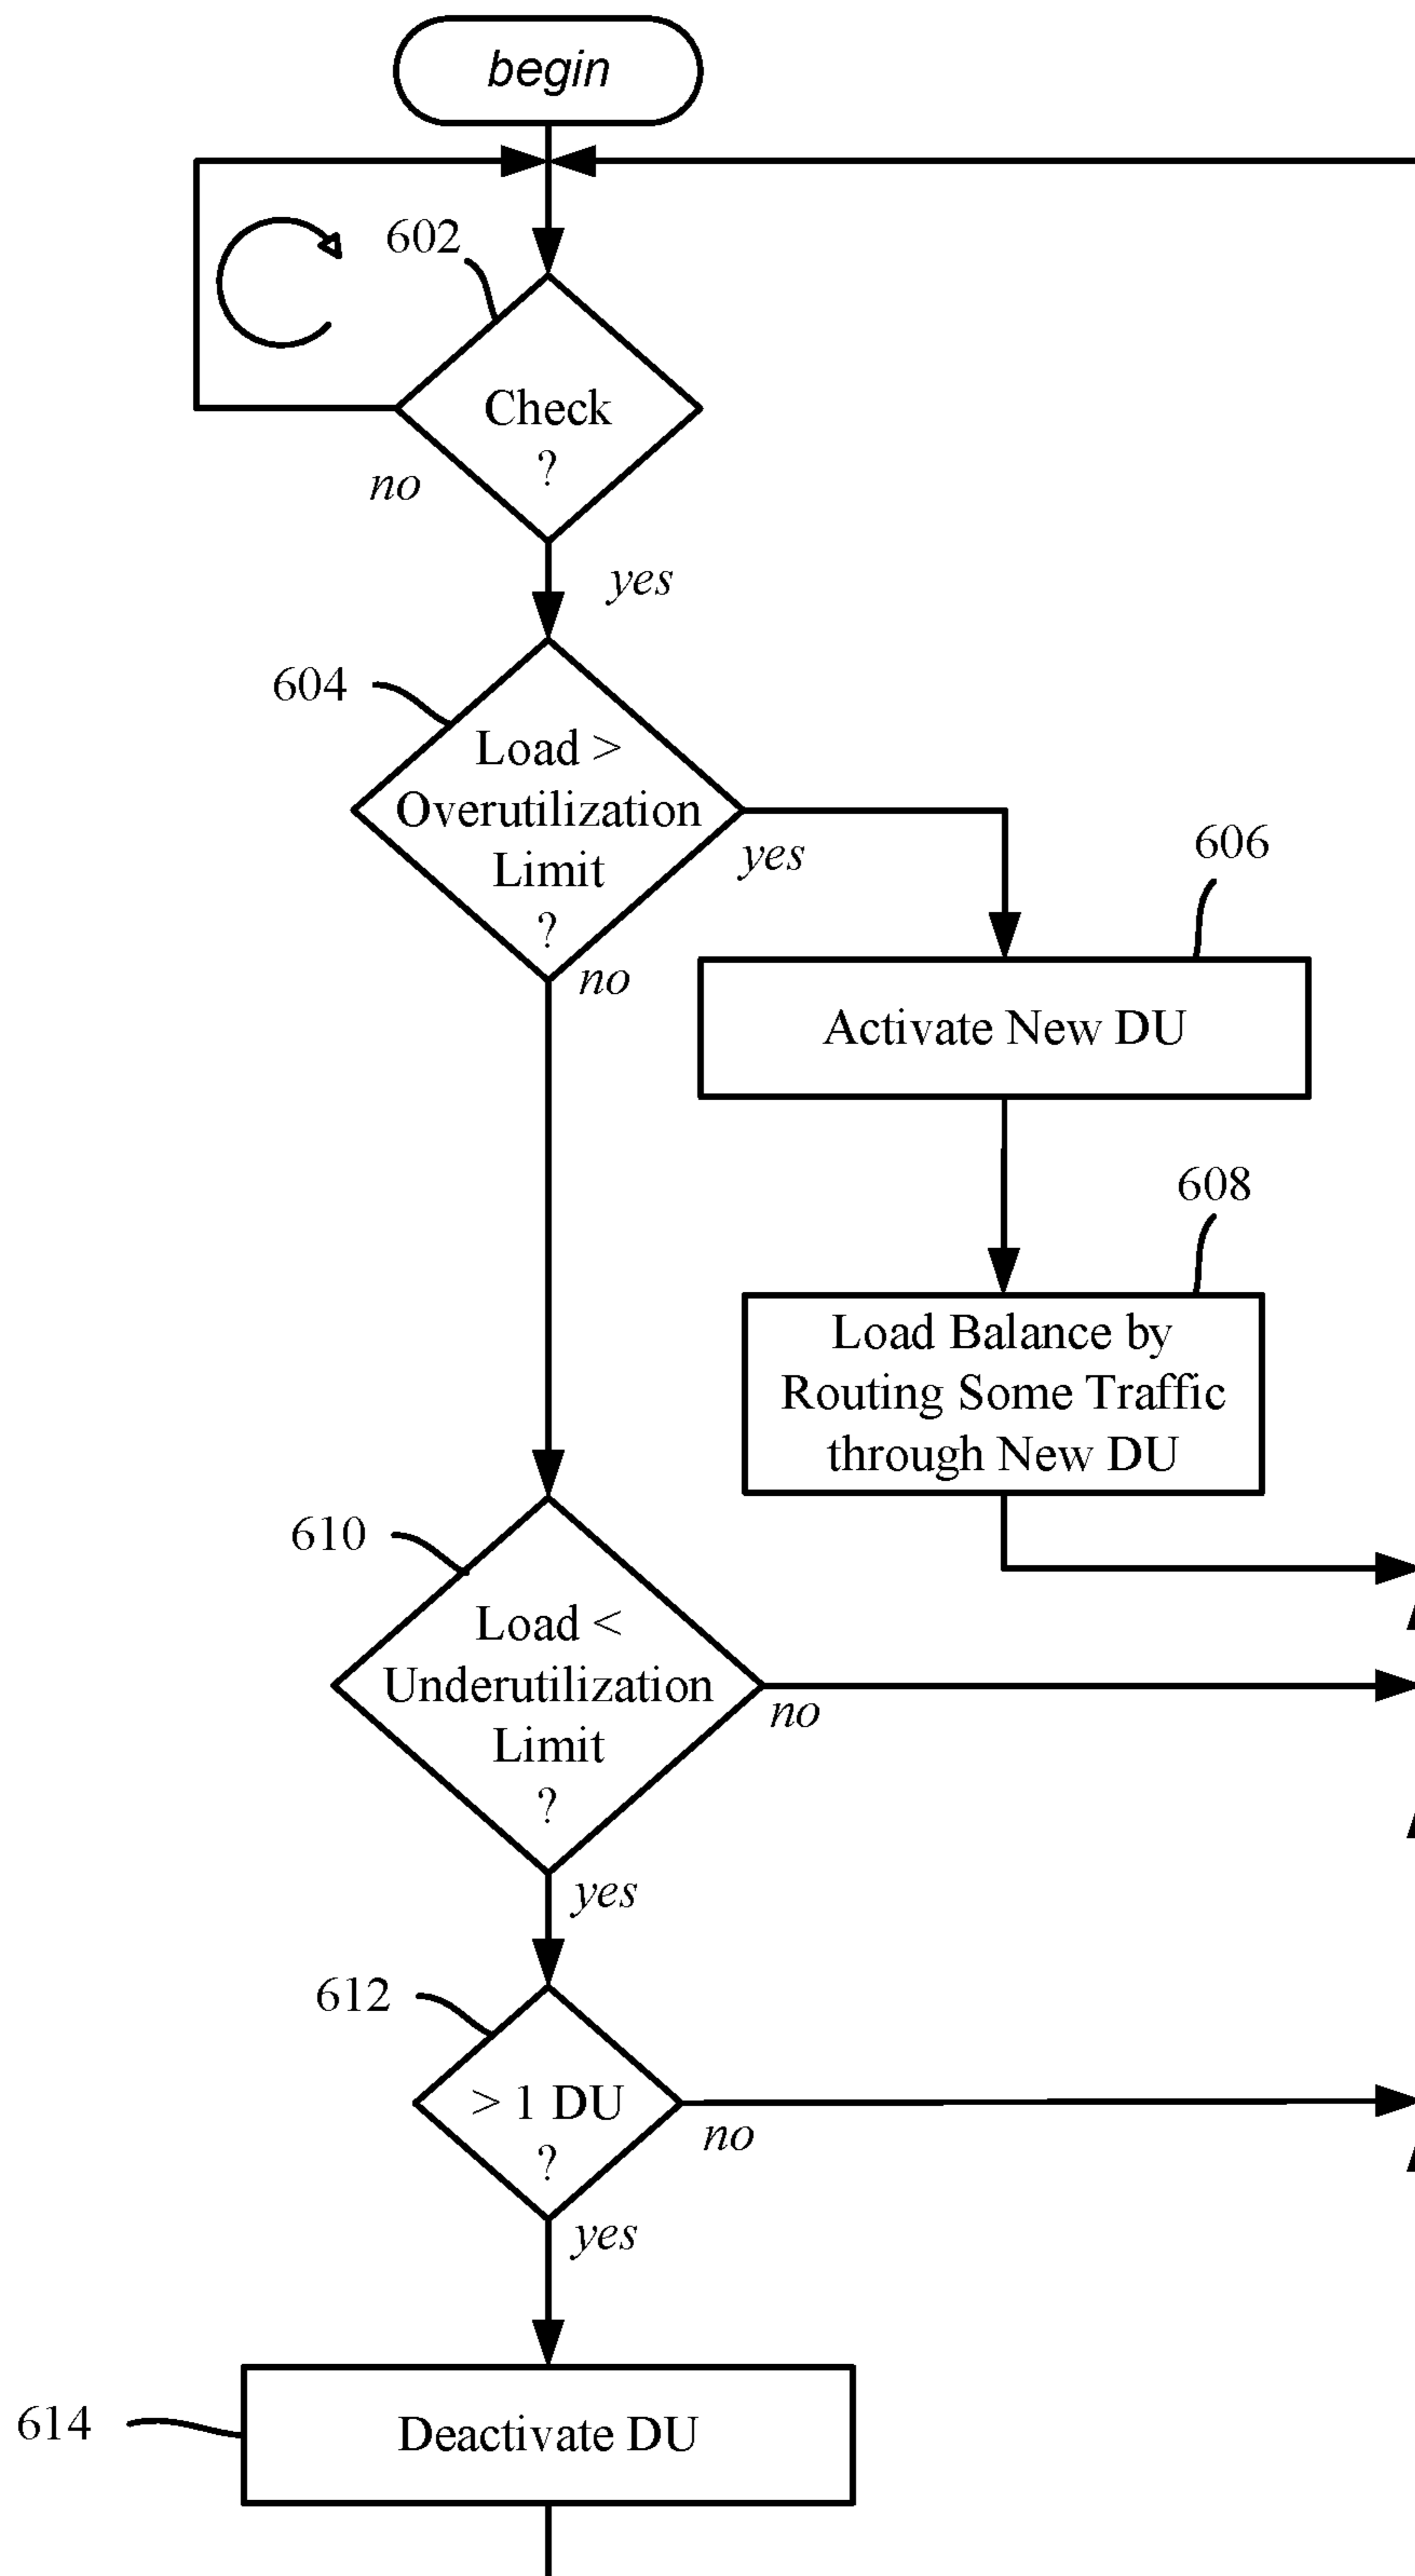 begin
602
Check
?
no
yes
604
Load >
Overutilization
Limit
?
yes
no
606
Activate New DU
608
Load Balance by
Routing Some Traffic
through New DU
610
Load <
Underutilization
Limit
?
no
yes
612
> 1 DU
?
no
yes
614
Deactivate DU